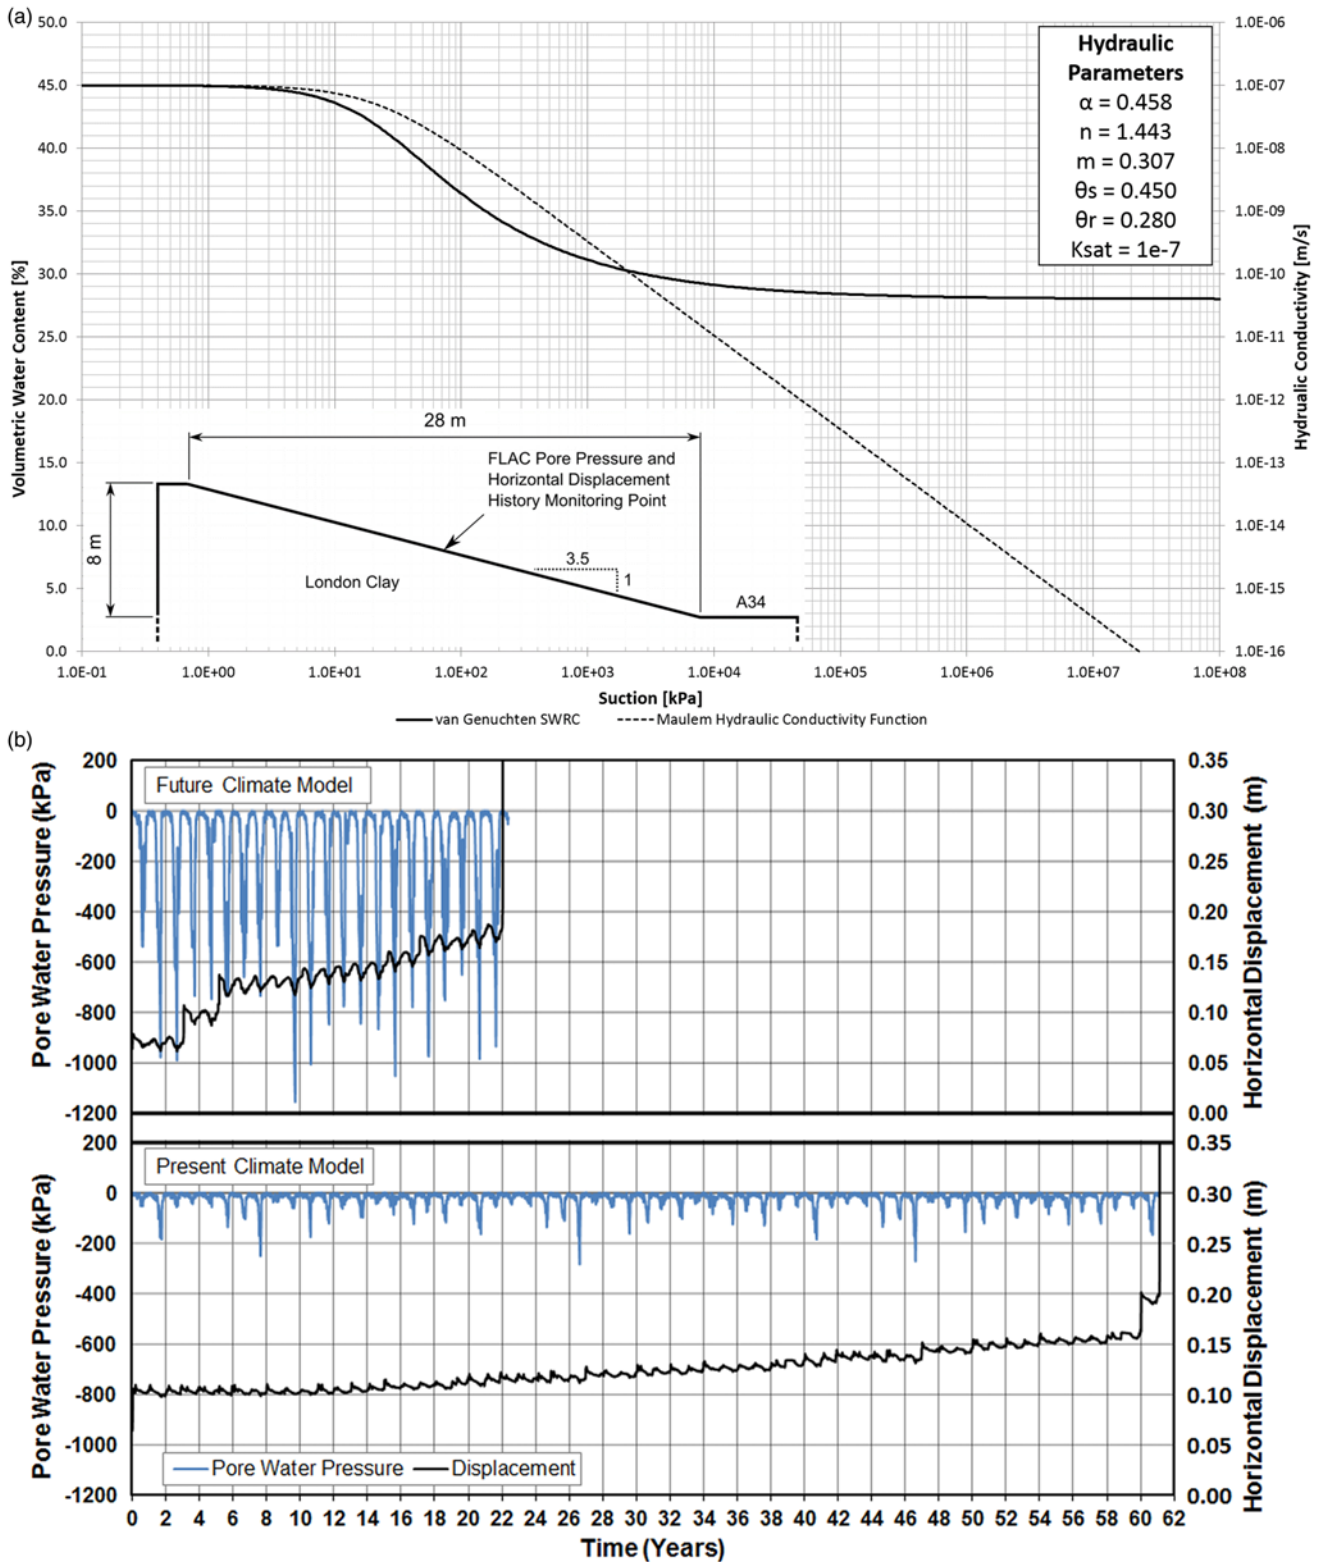 (a)
50.0
45.0
40.0
35.0
30.0
25.0
20.0
15.0
10.0
5.0
0.0
Volumetric Water Content [%]
1.0E-06
1.0E-07
1.0E-08
1.0E-09
1.0E-10
1.0E-11
1.0E-12
1.0E-13
1.0E-14
1.0E-15
1.0E-16
Hydrualic Conductivity [m/s]
Hydraulic
Parameters
α = 0.458
n = 1.443
m = 0.307
θs = 0.450
θr = 0.280
Ksat = 1e-7
28 m
FLAC Pore Pressure and
Horizontal Displacement
History Monitoring Point
8 m
3.5
1
London Clay
A34
1.0E-01 1.0E+00 1.0E+01 1.0E+02 1.0E+03 1.0E+04 1.0E+05 1.0E+06 1.0E+07 1.0E+08
Suction [kPa]
van Genuchten SWRC Maulem Hydraulic Conductivity Function
(b)
Future Climate Model
200
0
-200
-400
-600
-800
-1000
-1200
Pore Water Pressure (kPa)
0.35
0.30
0.25
0.20
0.15
0.10
0.05
0.00
Horizontal Displacement (m)
Present Climate Model
200
0
-200
-400
-600
-800
-1000
-1200
Pore Water Pressure (kPa)
0.35
0.30
0.25
0.20
0.15
0.10
0.05
0.00
Horizontal Displacement (m)
Pore Water Pressure Displacement
0 2 4 6 8 10 12 14 16 18 20 22 24 26 28 30 32 34 36 38 40 42 44 46 48 50 52 54 56 58 60 62
Time (Years)